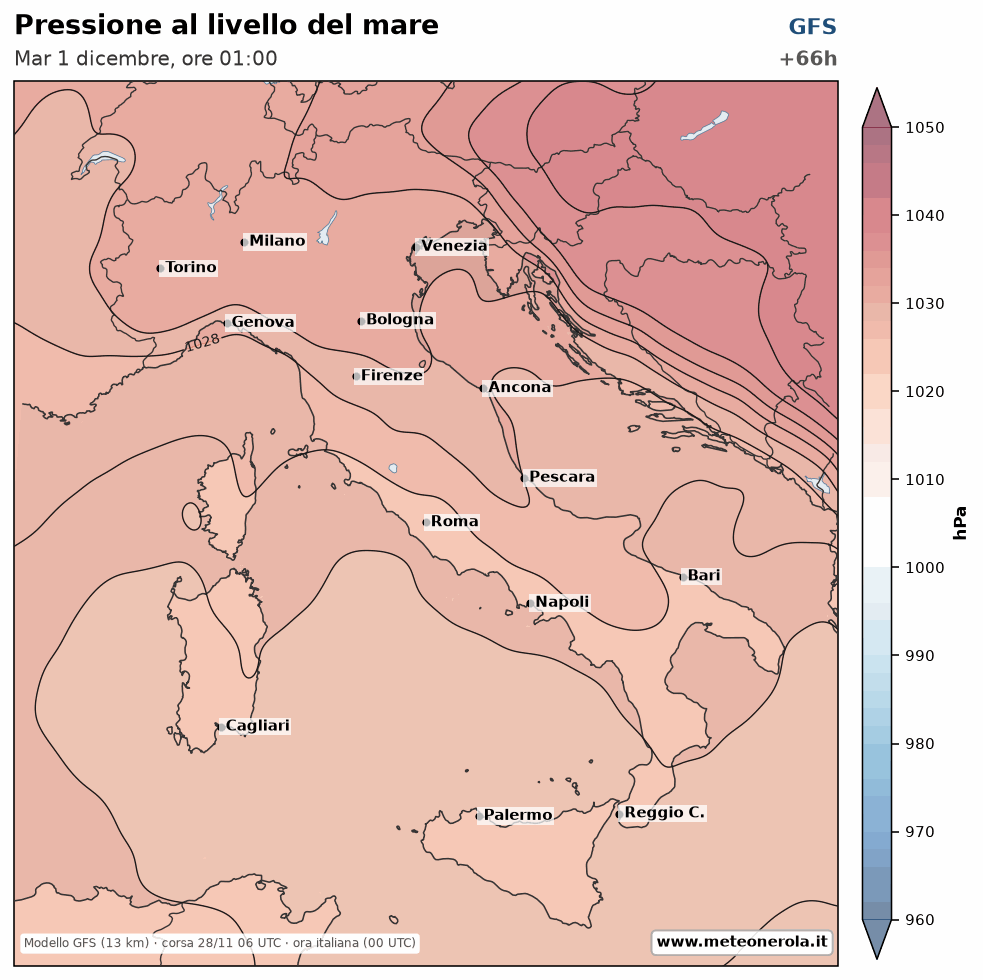 Pressione al livello del mare
GFS
Mar 1 dicembre, ore 01:00
+66h
1050
1040
1030
1020
1010
1000
990
980
970
960
hPa
Milano
Venezia
Torino
Genova
Bologna
1028
Firenze
Ancona
Pescara
Roma
Bari
Napoli
Cagliari
Palermo
Reggio C.
Modello GFS (13 km) · corsa 28/11 06 UTC · ora italiana (00 UTC)
www.meteonerola.it